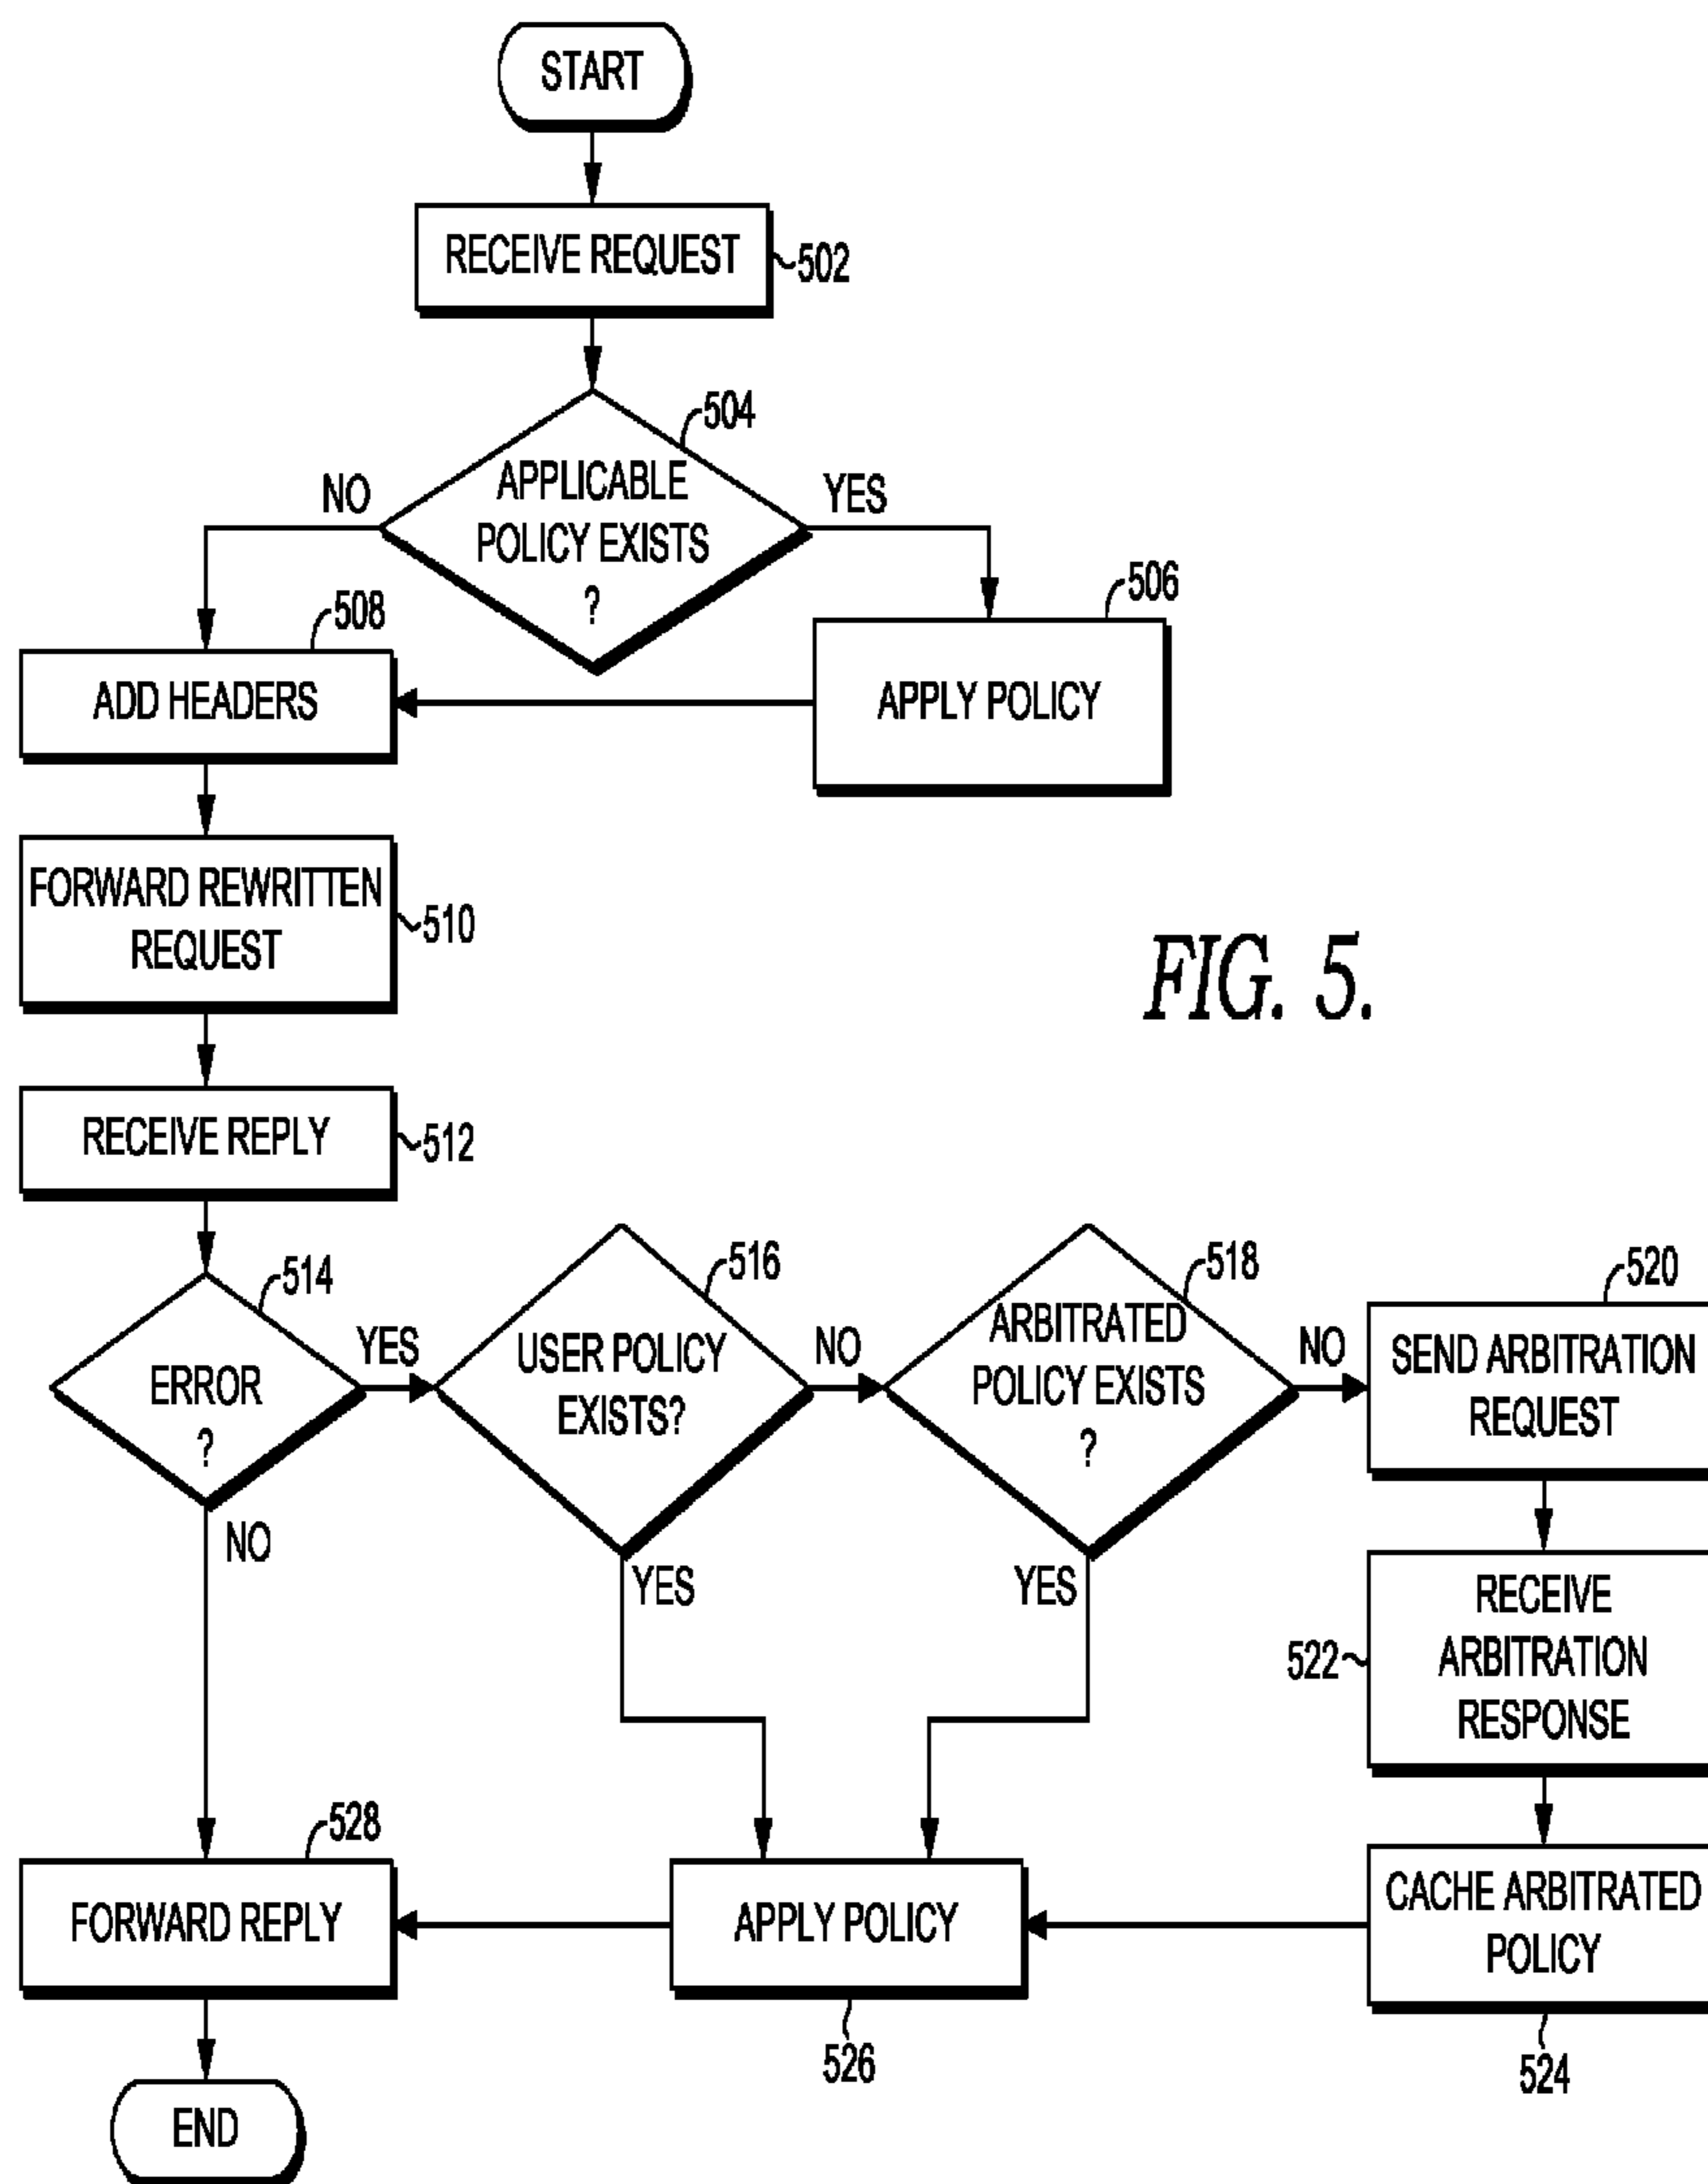 START
RECEIVE REQUEST
502
504
APPLICABLE
POLICY EXISTS
?
NO
YES
506
APPLY POLICY
508
ADD HEADERS
FORWARD REWRITTEN
REQUEST
510
FIG. 5.
RECEIVE REPLY
512
514
ERROR
?
YES
NO
516
USER POLICY
EXISTS?
NO
YES
518
ARBITRATED
POLICY EXISTS
?
NO
YES
520
SEND ARBITRATION
REQUEST
522
RECEIVE
ARBITRATION
RESPONSE
528
FORWARD REPLY
APPLY POLICY
526
CACHE ARBITRATED
POLICY
524
END